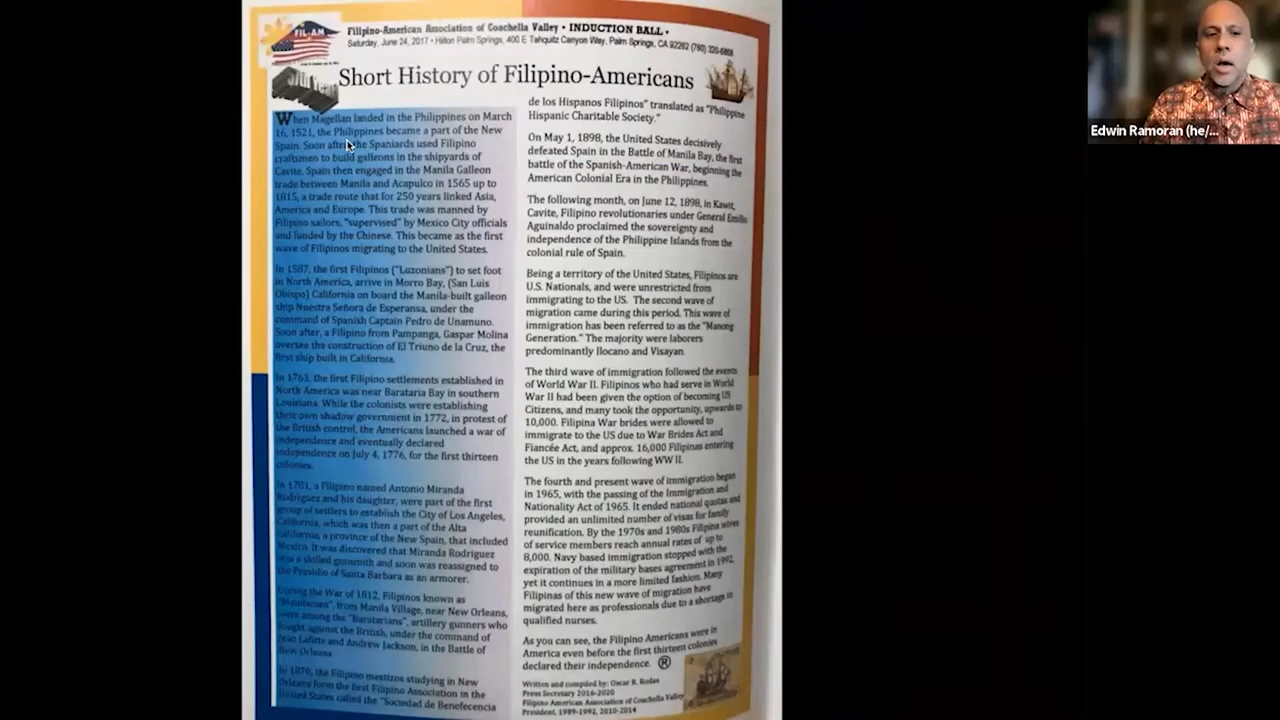 FIL-AM
Filipino-American Association of Coachella Valley • INDUCTION BALL •
Saturday, June 24, 2017 • Hilton Palm Springs, 400 E Tahquitz Canyon Way, Palm Springs, CA 92262 (760) 320-6868
Short History of Filipino-Americans
When Magellan landed in the Philippines on March
16, 1521, the Philippines became a part of the New
Spain. Soon after the Spaniards used Filipino
craftsmen to build galleons in the shipyards of
Cavite, Spain then engaged in the Manila Galleon
trade between Manila and Acapulco in 1565 up to
1815, a trade route that for 250 years linked Asia,
America and Europe. This trade was manned by
Filipino sailors, "supervised" by Mexico City officials
and funded by the Chinese. This became as the first
wave of Filipinos migrating to the United States.
In 1587, the first Filipinos ("Luzonians") to set foot
in North America, arrive in Morro Bay, (San Luis
Obispo) California on board the Manila-built galleon
ship Nuestra Señora de Esperansa, under the
command of Spanish Captain Pedro de Unamuno.
Soon after, a Filipino from Pampanga, Gaspar Molina
oversee the construction of El Triuno de la Cruz, the
first ship built in California.
In 1763, the first Filipino settlements established in
North America was near Barataria Bay in southern
Louisiana. While the colonists were establishing
their own shadow government in 1772, in protest of
the British control, the Americans launched a war of
independence and eventually declared
independence on July 4, 1776, for the first thirteen
colonies.
In 1781, a Filipino named Antonio Miranda
Rodriguez and his daughter, were part of the first
group of settlers to establish the City of Los Angeles,
California, which was then a part of the Alta
California, a province of the New Spain, that included
Mexico. It was discovered that Miranda Rodriguez
was a skilled gunsmith and soon was reassigned to
the Presidio of Santa Barbara as an armorer.
During the War of 1812, Filipinos known as
"Manilamen", from Manila Village, near New Orleans,
were among the "Baratarians", artillery gunners who
fought against the British, under the command of
Jean Lafitte and Andrew Jackson, in the Battle of
New Orleans
In 1870, the Filipino mestizos studying in New
Orleans form the first Filipino Association in the
United States called the "Sociedad de Benefecencia
de los Hispanos Filipinos" translated as "Philippine
Hispanic Charitable Society."
On May 1, 1898, the United States decisively
defeated Spain in the Battle of Manila Bay, the first
battle of the Spanish-American War, beginning the
American Colonial Era in the Philippines.
The following month, on June 12, 1898, in Kawit,
Cavite, Filipino revolutionaries under General Emilio
Aguinaldo proclaimed the sovereignty and
independence of the Philippine Islands from the
colonial rule of Spain.
Being a territory of the United States, Filipinos are
U.S. Nationals, and were unrestricted from
immigrating to the US. The second wave of
migration came during this period. This wave of
immigration has been referred to as the "Manong
Generation." The majority were laborers
predominantly Ilocano and Visayan.
The third wave of immigration followed the events
of World War II. Filipinos who had serve in World
War II had been given the option of becoming US
Citizens, and many took the opportunity, upwards to
10,000. Filipina War brides were allowed to
immigrate to the US due to War Brides Act and
Fiancée Act, and approx. 16,000 Filipinas entering
the US in the years following WW II.
The fourth and present wave of immigration began
in 1965, with the passing of the Immigration and
Nationality Act of 1965. It ended national quotas and
provided an unlimited number of visas for family
reunification. By the 1970s and 1980s Filipina wives
of service members reach annual rates of up to
8,000. Navy based immigration stopped with the
expiration of the military bases agreement in 1992,
yet it continues in a more limited fashion. Many
Filipinas of this new wave of migration have
migrated here as professionals due to a shortage in
qualified nurses.
As you can see, the Filipino Americans were in
America even before the first thirteen colonies
declared their independence. ®
Written and compiled by: Oscar R. Rodas
Press Secretary 2016-2020
Filipino American Association of Coachella Valley
President, 1989-1992, 2010-2014
Edwin Ramoran (he/...